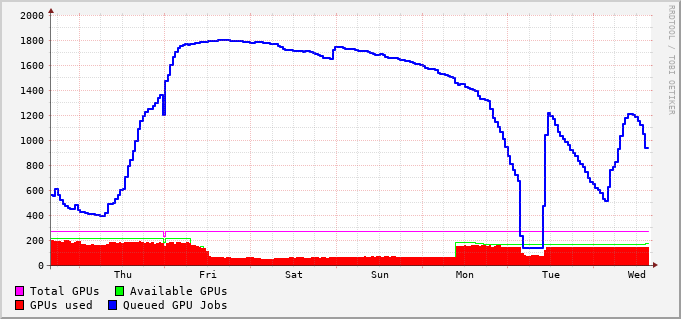 2000
1800
1600
1400
1200
1000
800
600
400
200
0
Thu Fri Sat Sun Mon Tue Wed
Total GPUs Available GPUs
GPUs used Queued GPU Jobs
RRDTOOL / TOBI OETIKER